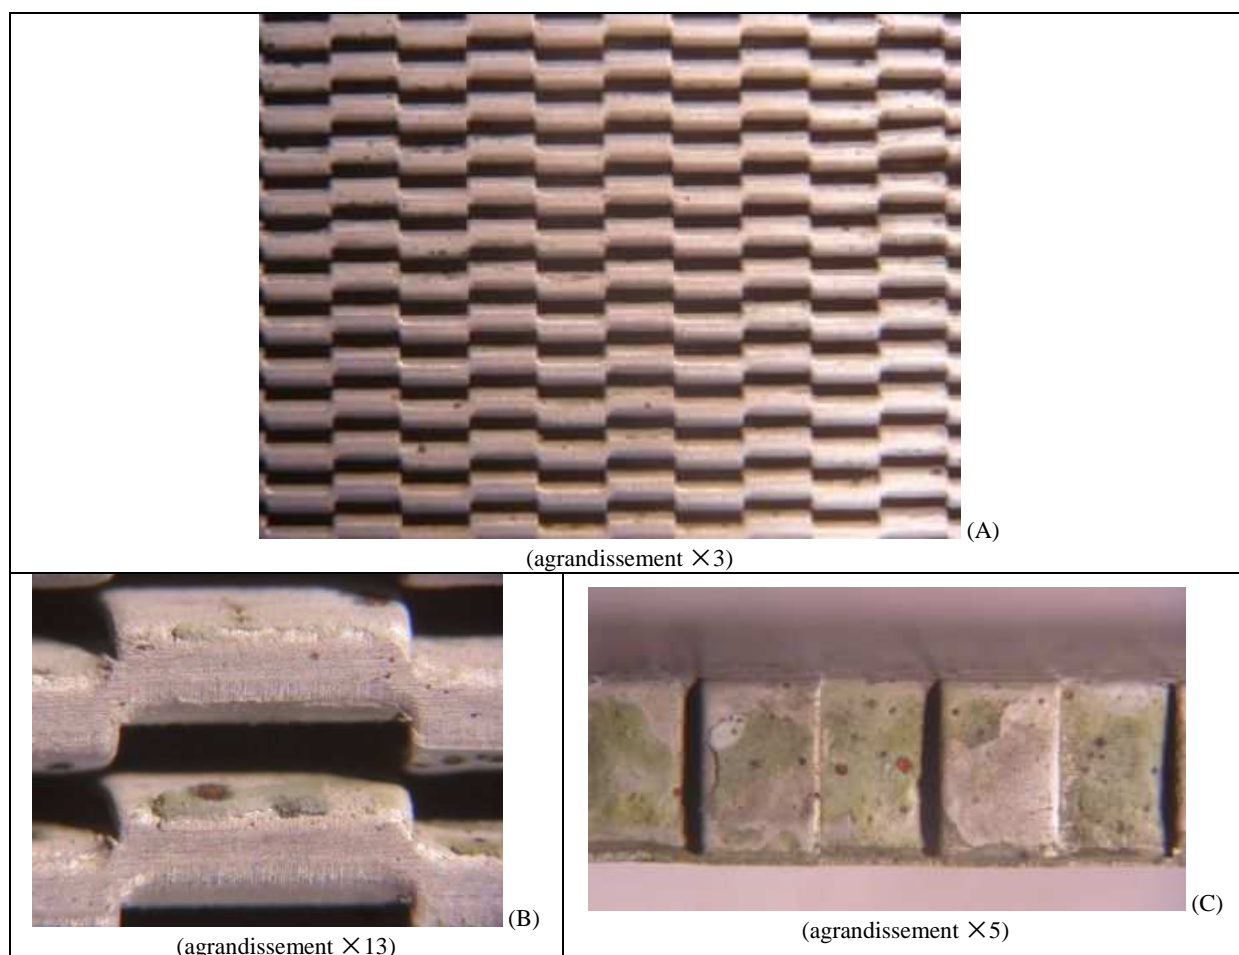 (A)
(agrandissement ×3)
(B)
(agrandissement ×13)
(C)
(agrandissement ×5)